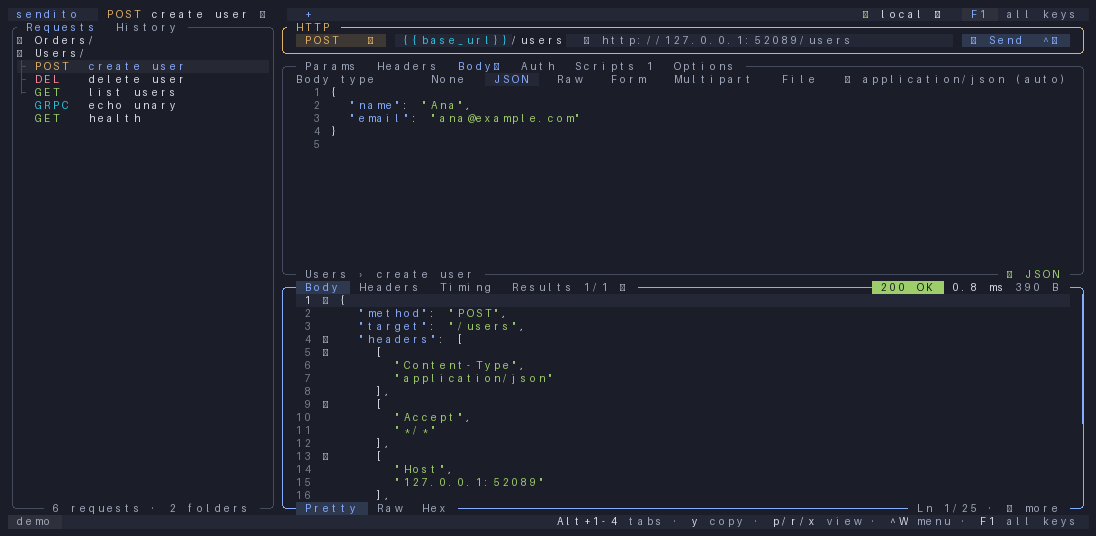 sendito POST create user + local F1 all keys
Requests History
Orders/
Users/
POST create user
DEL delete user
GET list users
GRPC echo unary
GET health
6 requests · 2 folders
HTTP
POST {{base_url}}/users http://127.0.0.1:52089/users Send ^
Params Headers Body Auth Scripts 1 Options
Body type None JSON Raw Form Multipart File application/json (auto)
1 {
2 "name": "Ana",
3 "email": "ana@example.com"
4 }
5
Users › create user JSON
Body Headers Timing Results 1/1 200 OK 0.8 ms 390 B
1 {
2 "method": "POST",
3 "target": "/users",
4 "headers": [
5 [
6 "Content-Type",
7 "application/json"
8 ],
9 [
10 "Accept",
11 "*/*"
12 ],
13 [
14 "Host",
15 "127.0.0.1:52089"
16 ],
Pretty Raw Hex Ln 1/25 · more
demo Alt+1-4 tabs · y copy · p/r/x view · ^W menu · F1 all keys